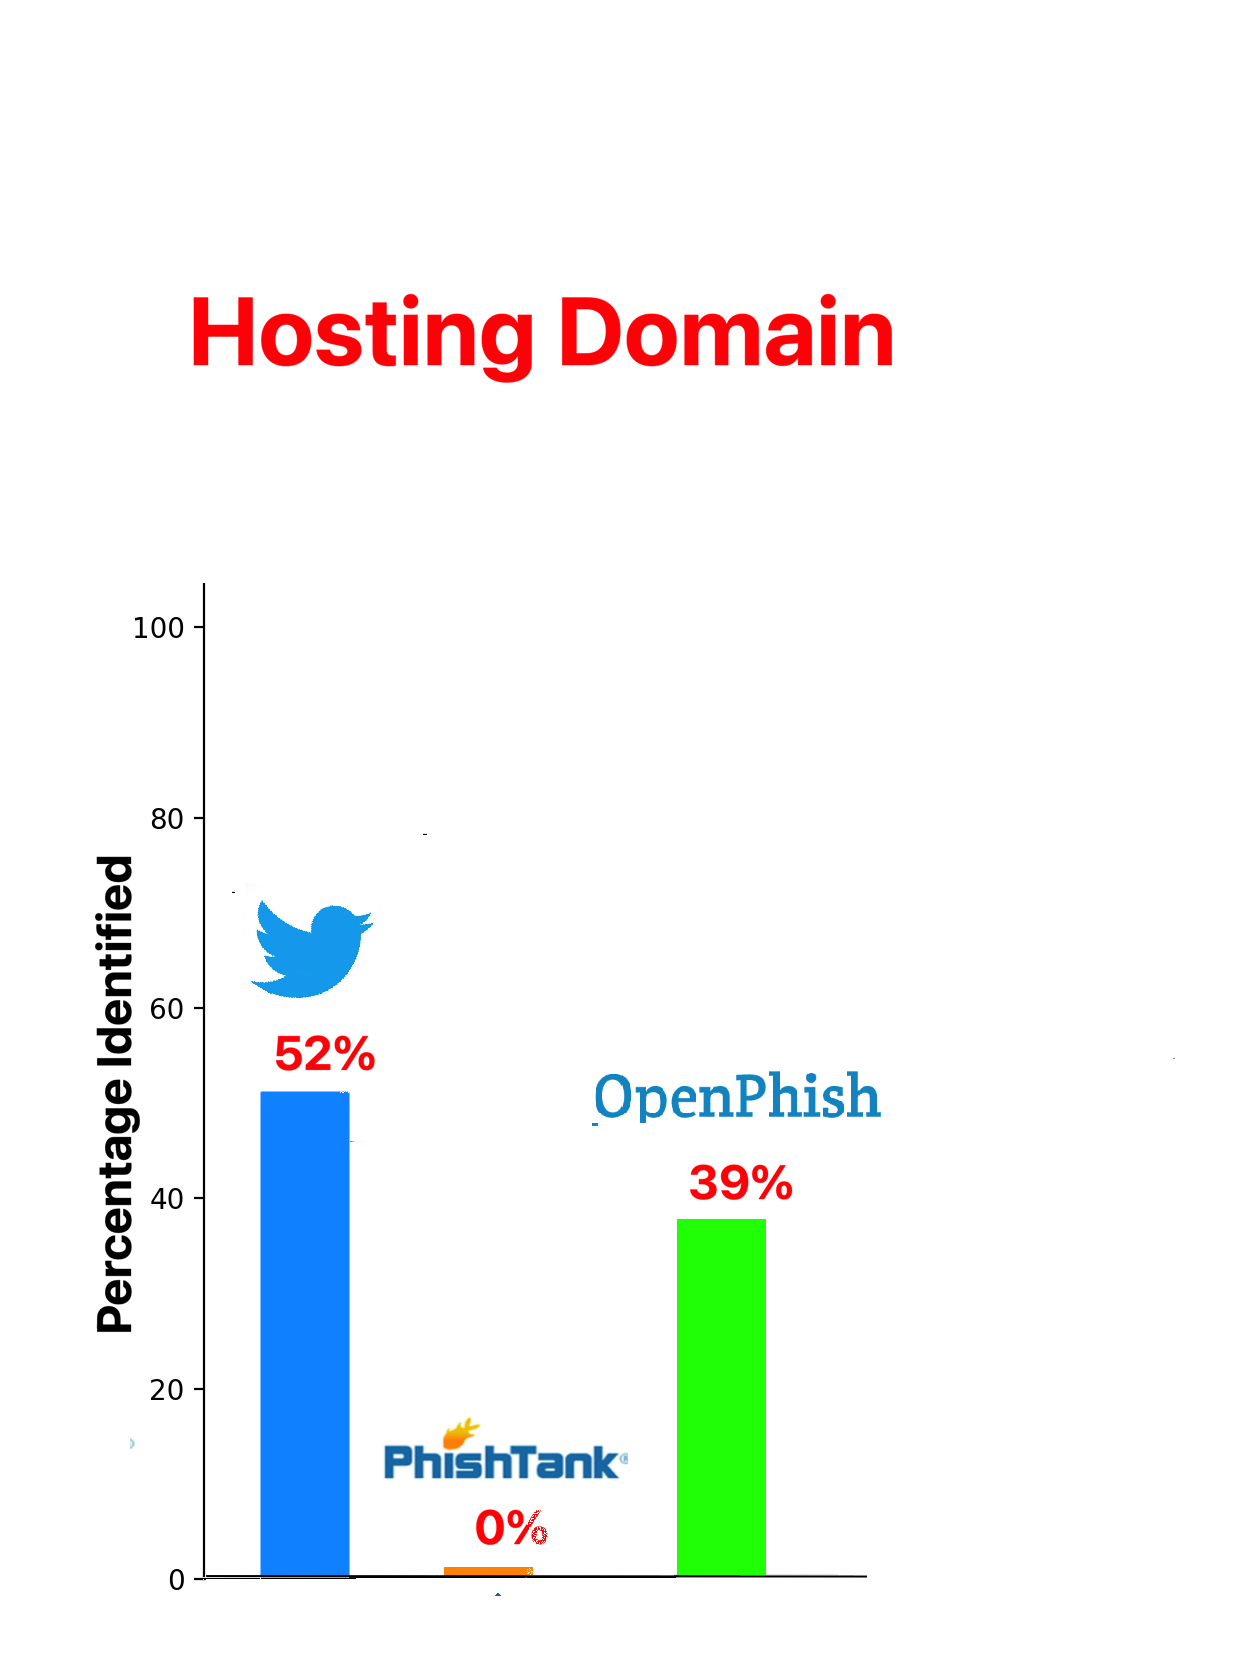 Hosting Domain
Percentage Identified
100
80
60
40
20
0
52%
PhishTank®
0%
OpenPhish
39%